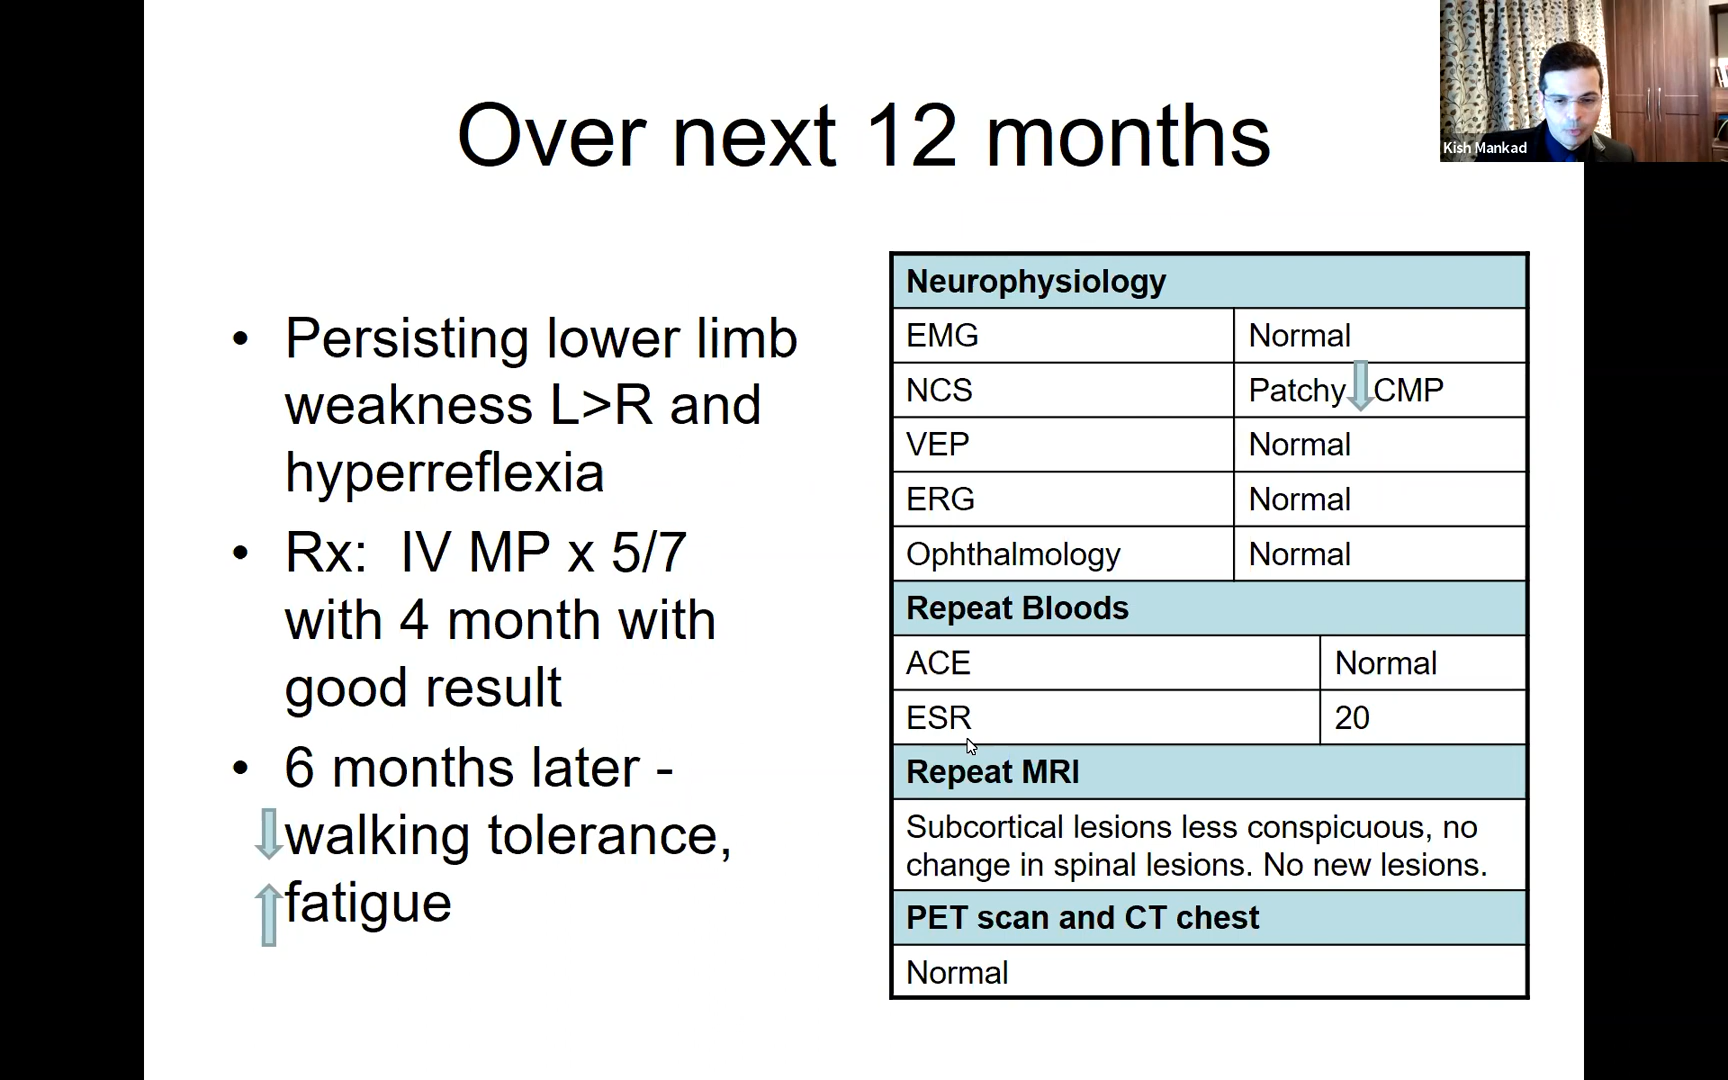 Over next 12 months
Kish Mankad
• Persisting lower limb
weakness L>R and
hyperreflexia
• Rx: IV MP x 5/7
with 4 month with
good result
• 6 months later -
↓walking tolerance,
↑fatigue
Neurophysiology
EMG Normal
NCS Patchy ↓ CMP
VEP Normal
ERG Normal
Ophthalmology Normal
Repeat Bloods
ACE Normal
ESR 20
Repeat MRI
Subcortical lesions less conspicuous, no
change in spinal lesions. No new lesions.
PET scan and CT chest
Normal